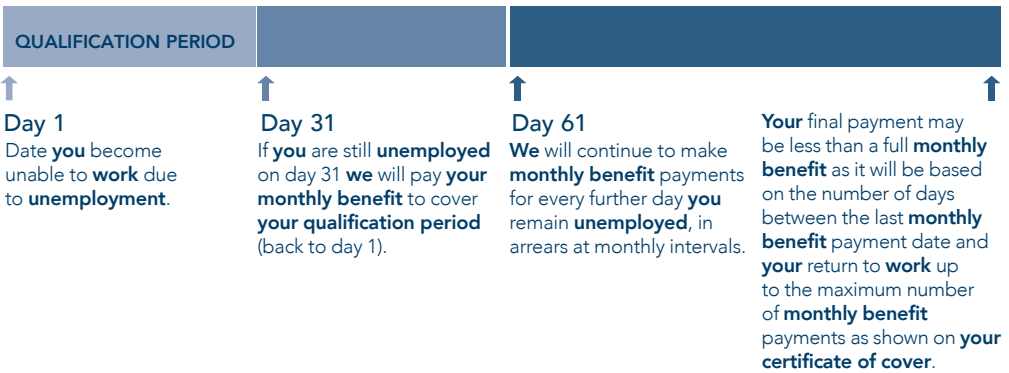 QUALIFICATION PERIOD
Day 1
Date you become
unable to work due
to unemployment.
Day 31
If you are still unemployed
on day 31 we will pay your
monthly benefit to cover
your qualification period
(back to day 1).
Day 61
We will continue to make
monthly benefit payments
for every further day you
remain unemployed, in
arrears at monthly intervals.
Your final payment may
be less than a full monthly
benefit as it will be based
on the number of days
between the last monthly
benefit payment date and
your return to work up
to the maximum number
of monthly benefit
payments as shown on your
certificate of cover.